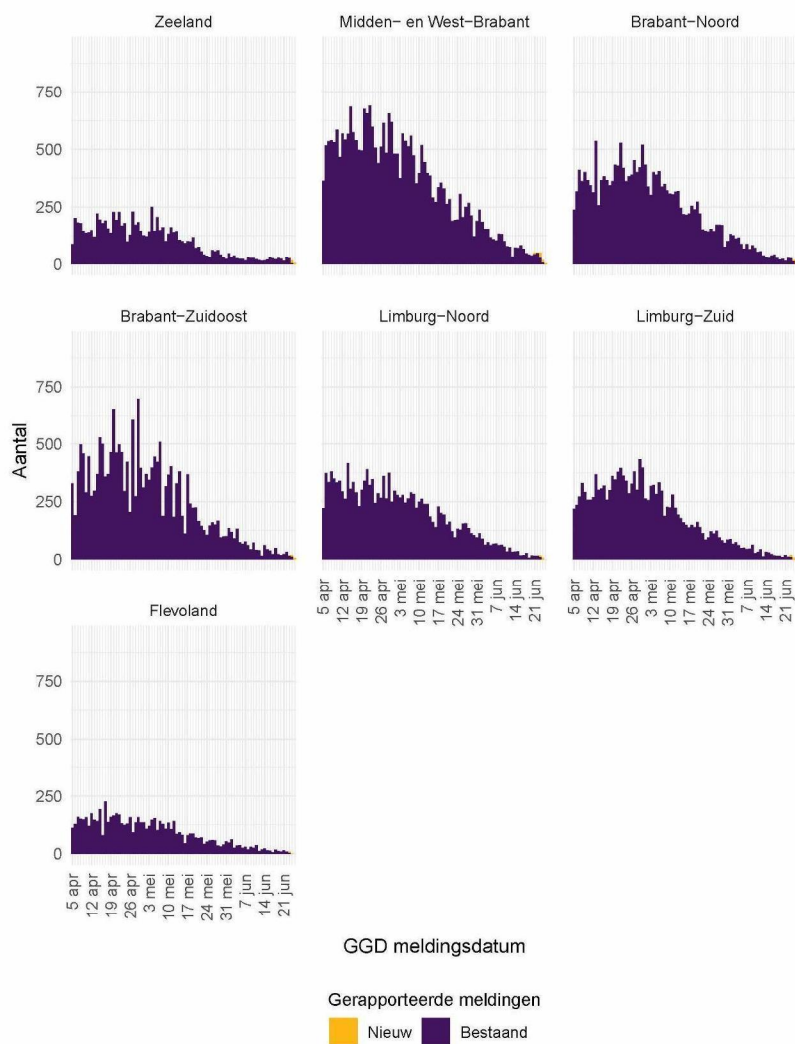 Zeeland
Midden- en West-Brabant
Brabant-Noord
750
500
250
0
Brabant-Zuidoost
Limburg-Noord
Limburg-Zuid
Aantal
750
500
250
0
5 apr
12 apr
19 apr
26 apr
3 mei
10 mei
17 mei
24 mei
31 mei
7 jun
14 jun
21 jun
5 apr
12 apr
19 apr
26 apr
3 mei
10 mei
17 mei
24 mei
31 mei
7 jun
14 jun
21 jun
Flevoland
750
500
250
0
5 apr
12 apr
19 apr
26 apr
3 mei
10 mei
17 mei
24 mei
31 mei
7 jun
14 jun
21 jun
GGD meldingsdatum
Gerapporteerde meldingen
Nieuw
Bestaand